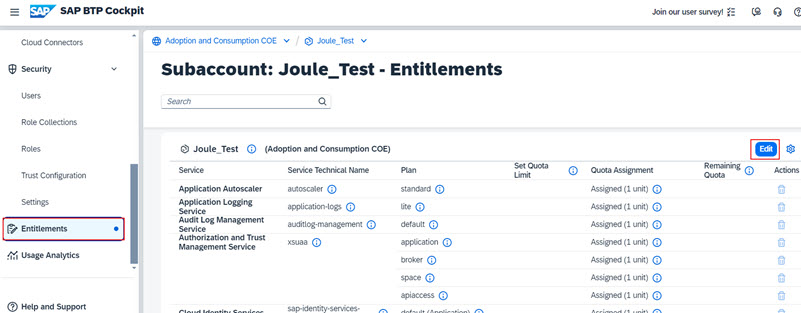 SAP SAP BTP Cockpit
Join our user survey!
Cloud Connectors
Security
Users
Role Collections
Roles
Trust Configuration
Settings
Entitlements
Usage Analytics
Help and Support
Adoption and Consumption COE / Joule_Test
Subaccount: Joule_Test - Entitlements
Search
Joule_Test (Adoption and Consumption COE) Edit
Service Service Technical Name Plan Set Quota Limit Quota Assignment Remaining Quota Actions
Application Autoscaler autoscaler standard Assigned (1 unit)
Application Logging Service application-logs lite Assigned (1 unit)
Audit Log Management Service auditlog-management default Assigned (1 unit)
Authorization and Trust Management Service xsuaa application Assigned (1 unit)
broker Assigned (1 unit)
space Assigned (1 unit)
apiaccess Assigned (1 unit)
Cloud Identity Services sap-identity-services- default (Application) Assigned (1 unit)